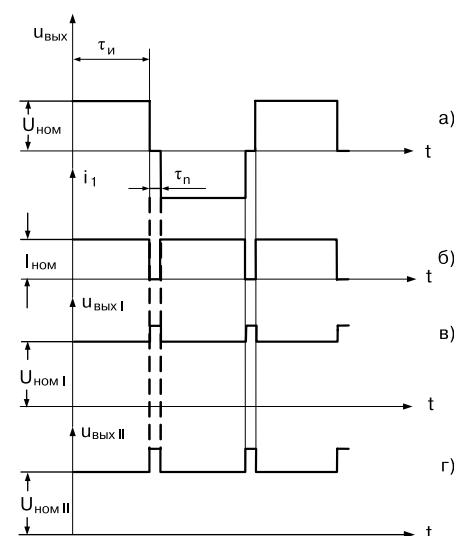 uвых
τи
Uном
а)
t
i1
τп
Iном
б)
t
uвых I
в)
Uном I
t
uвых II
г)
Uном II
t